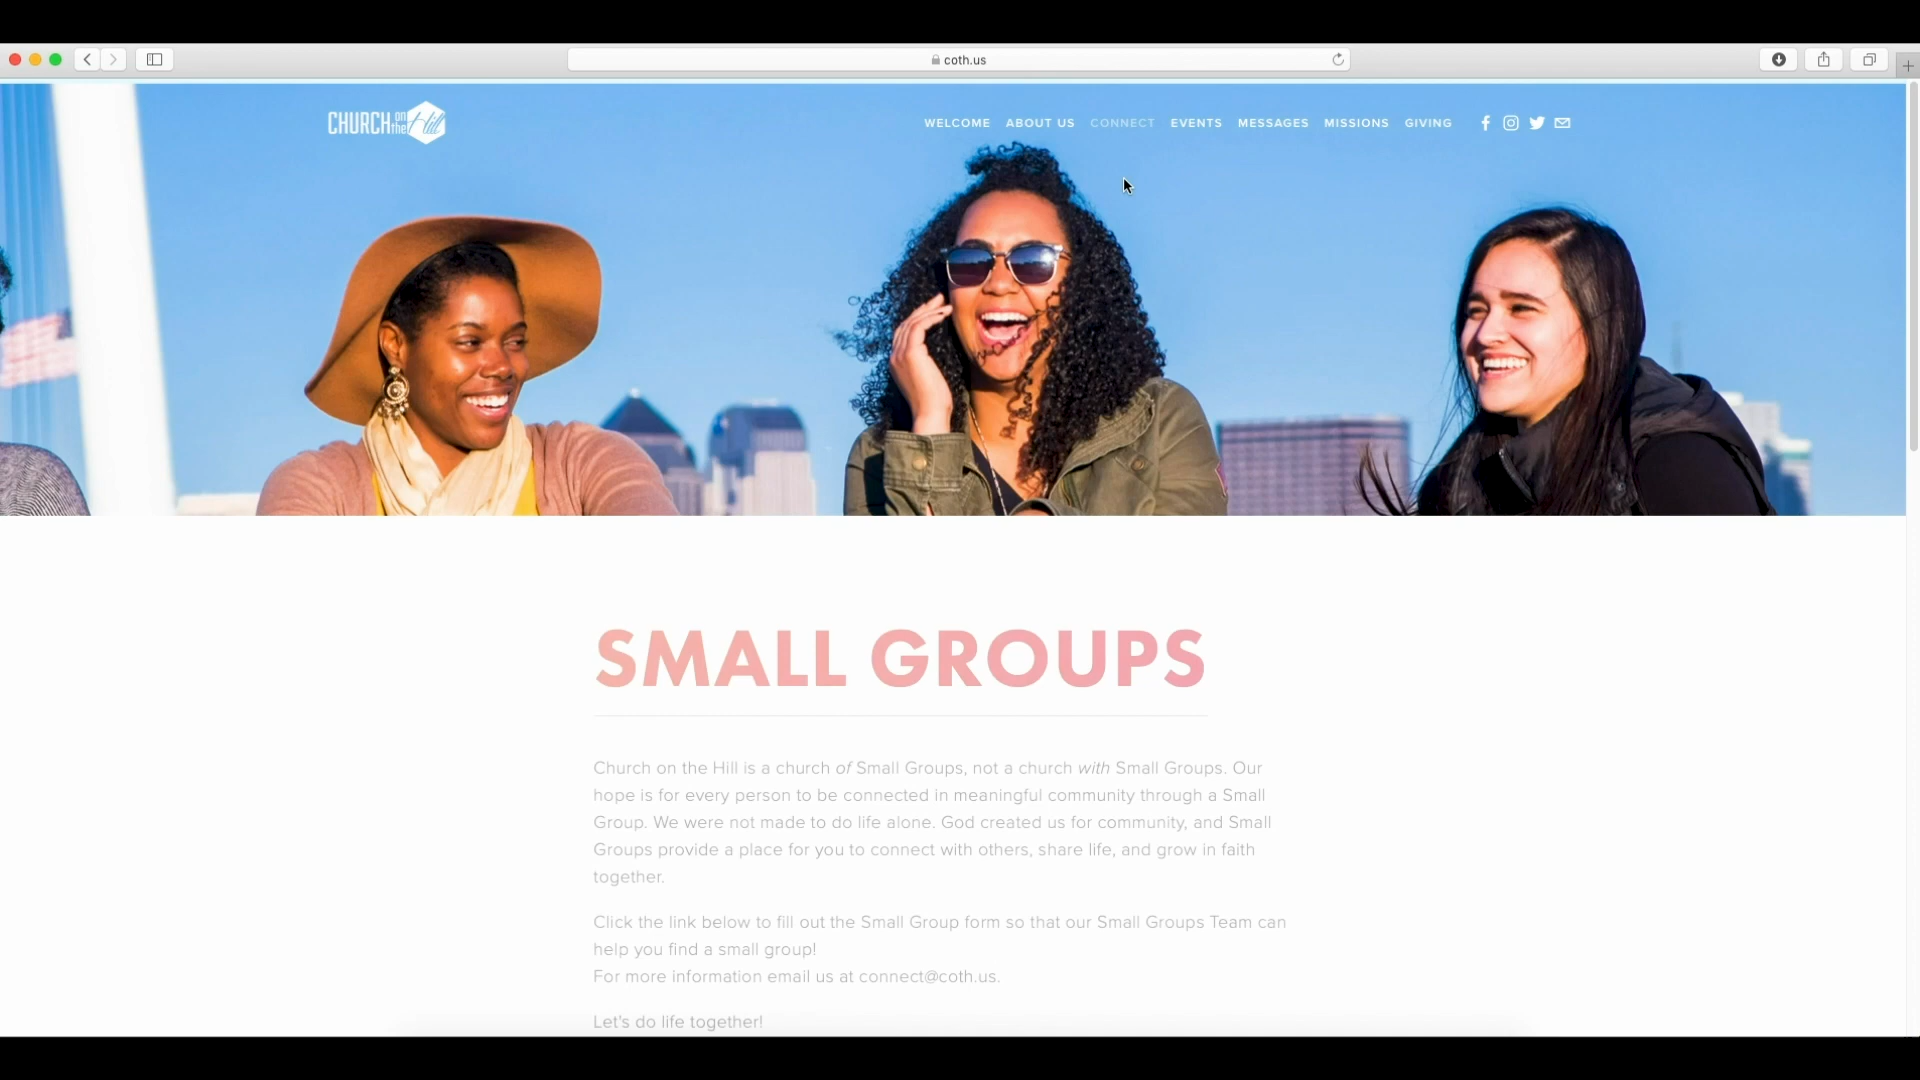 coth.us
CHURCH on the Hill
WELCOME ABOUT US CONNECT EVENTS MESSAGES MISSIONS GIVING
SMALL GROUPS
Church on the Hill is a church of Small Groups, not a church with Small Groups. Our
hope is for every person to be connected in meaningful community through a Small
Group. We were not made to do life alone. God created us for community, and Small
Groups provide a place for you to connect with others, share life, and grow in faith
together.
Click the link below to fill out the Small Group form so that our Small Groups Team can
help you find a small group!
For more information email us at connect@coth.us.
Let's do life together!